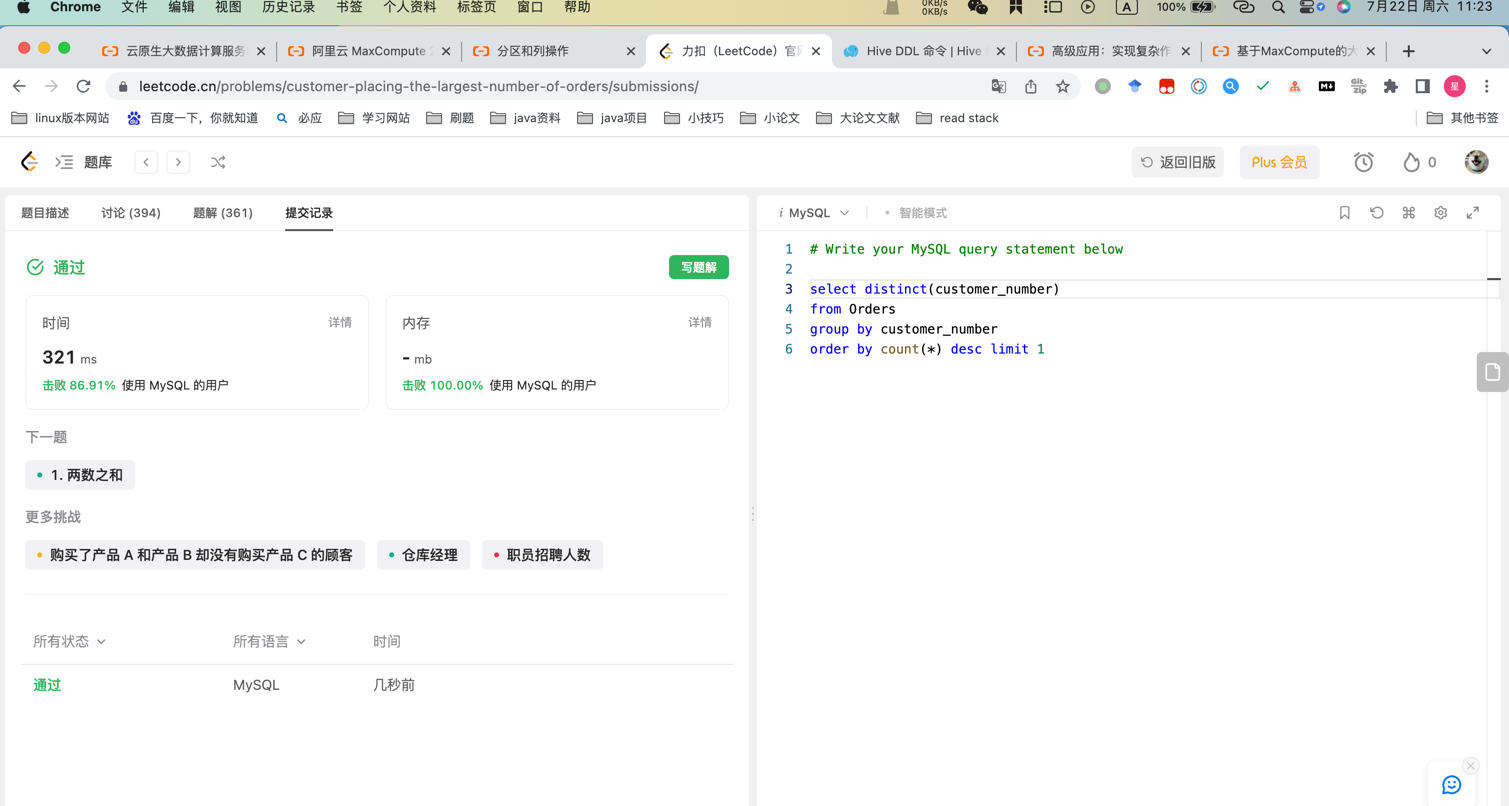 Chrome 文件 编辑 视图 历史记录 书签 个人资料 标签页 窗口 帮助 0KB/s 0KB/s A 100% 7月22日 周六 11:23
云原生大数据计算服务 阿里云 MaxCompute 分区和列操作 力扣（LeetCode）官 Hive DDL 命令 | Hive 高级应用：实现复杂作 基于MaxCompute的大
leetcode.cn/problems/customer-placing-the-largest-number-of-orders/submissions/ 星
linux版本网站 百度一下，你就知道 必应 学习网站 刷题 java资料 java项目 小技巧 小论文 大论文文献 read stack 其他书签
题库 返回旧版 Plus 会员 0
题目描述 讨论 (394) 题解 (361) 提交记录
i MySQL 智能模式
通过 写题解
时间 详情
321 ms
击败 86.91% 使用 MySQL 的用户
内存 详情
- mb
击败 100.00% 使用 MySQL 的用户
下一题
1. 两数之和
更多挑战
购买了产品 A 和产品 B 却没有购买产品 C 的顾客 仓库经理 职员招聘人数
所有状态 所有语言 时间
通过 MySQL 几秒前
1 # Write your MySQL query statement below
2
3 select distinct(customer_number)
4 from Orders
5 group by customer_number
6 order by count(*) desc limit 1